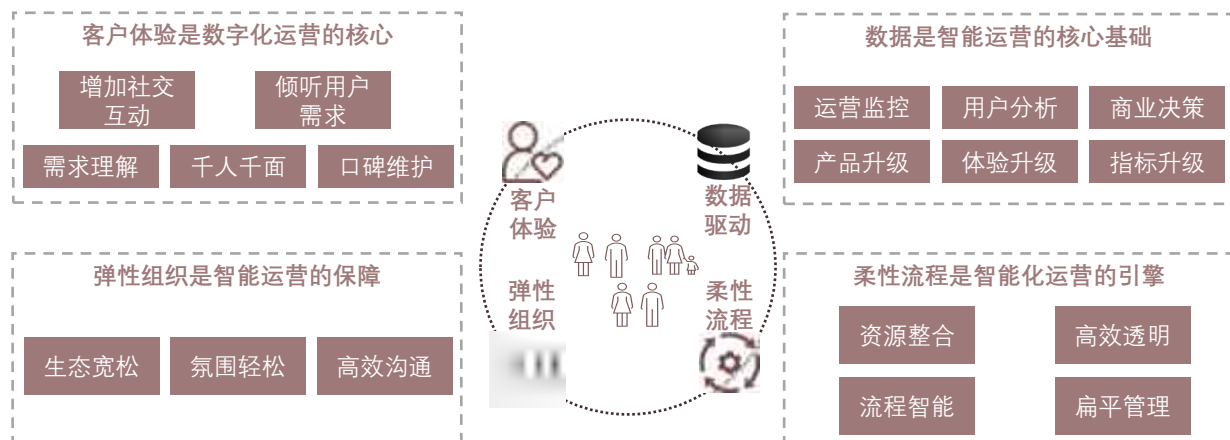 客户体验是数字化运营的核心
增加社交
互动
倾听用户
需求
需求理解
千人千面
口碑维护
数据是智能运营的核心基础
运营监控
用户分析
商业决策
产品升级
体验升级
指标升级
客户
体验
数据
驱动
弹性
组织
柔性
流程
弹性组织是智能运营的保障
生态宽松
氛围轻松
高效沟通
柔性流程是智能化运营的引擎
资源整合
高效透明
流程智能
扁平管理